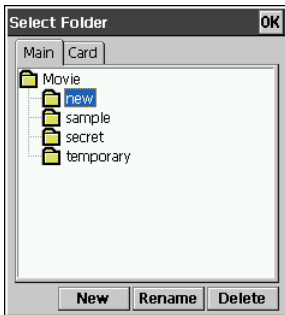 Select Folder OK
Main Card
Movie
new
sample
secret
temporary
New Rename Delete